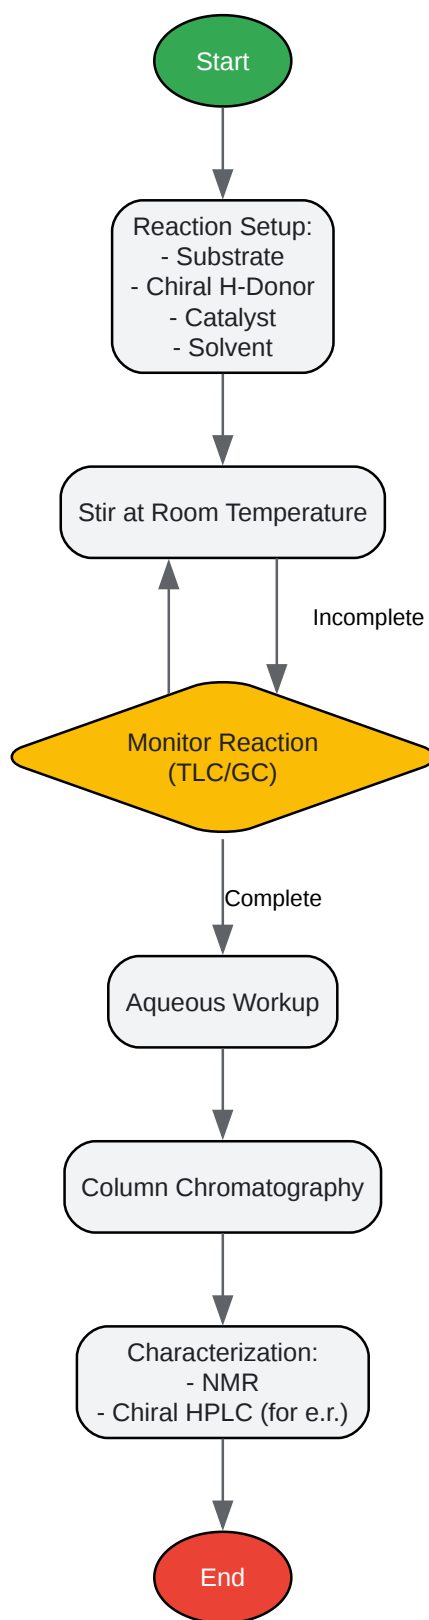 Start
Reaction Setup:
- Substrate
- Chiral H-Donor
- Catalyst
- Solvent
Stir at Room Temperature
Incomplete
Monitor Reaction
(TLC/GC)
Complete
Aqueous Workup
Column Chromatography
Characterization:
- NMR
- Chiral HPLC (for e.r.)
End